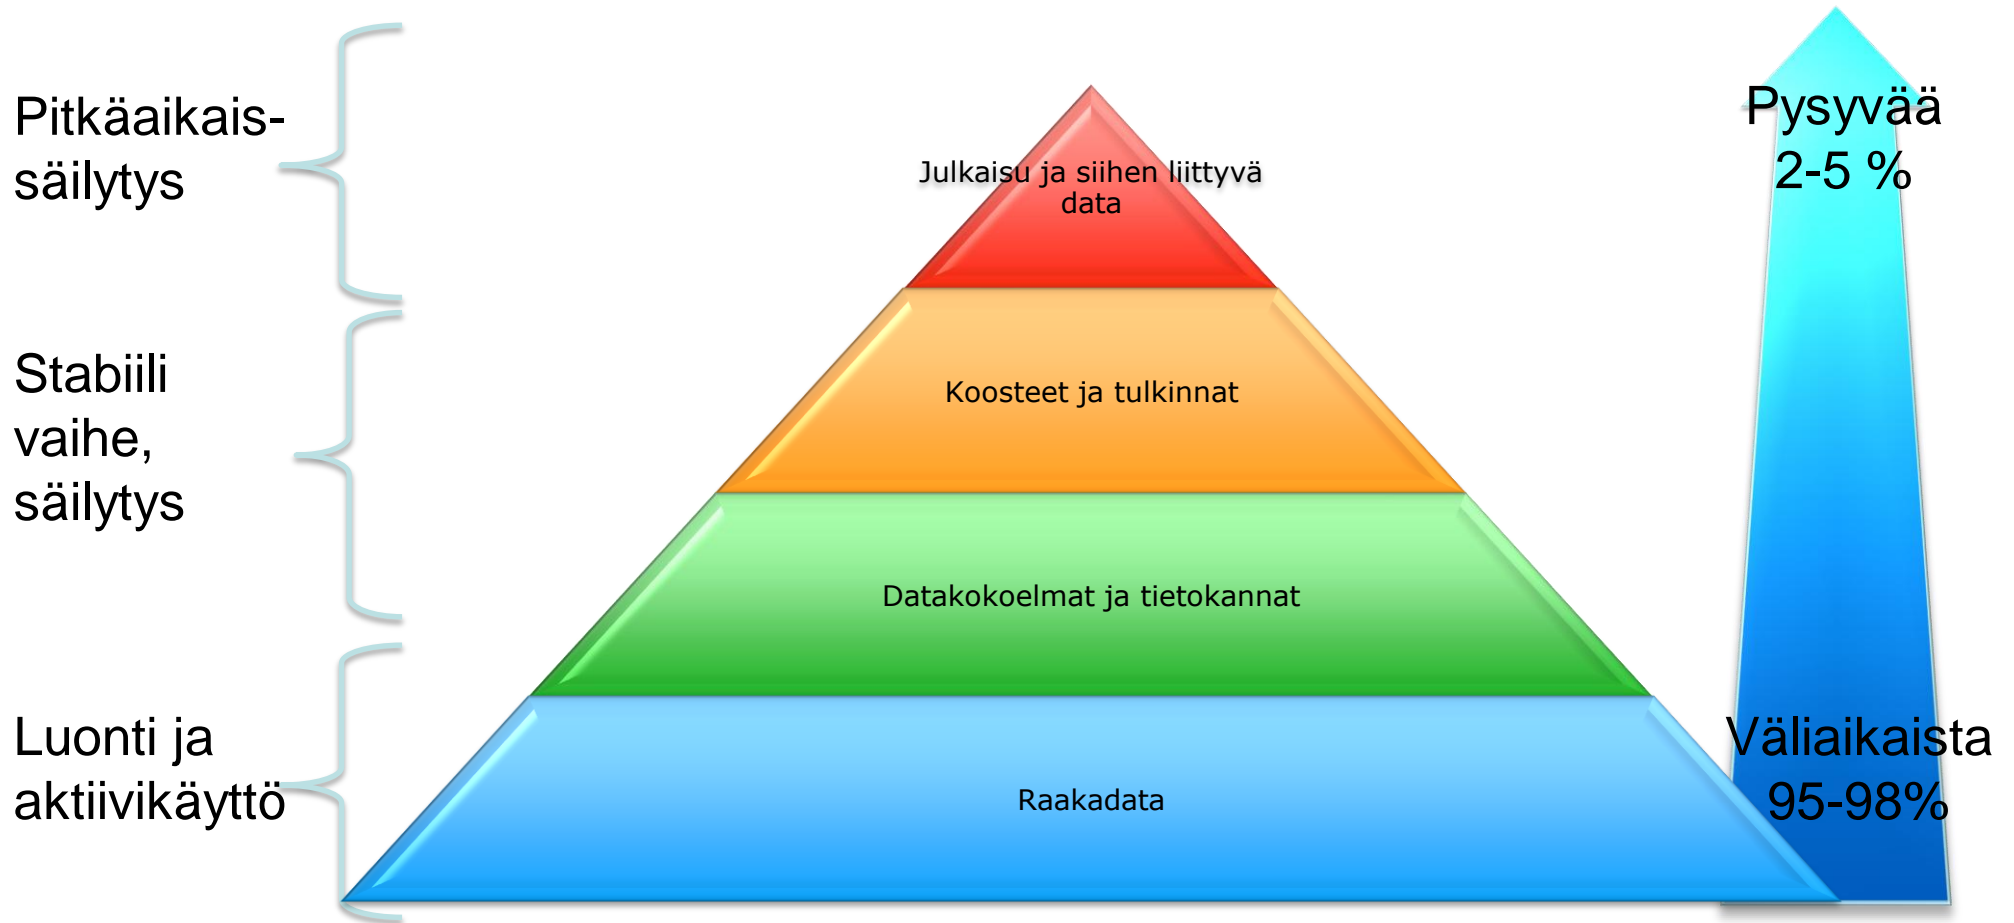 Pitkäaikais-
säilytys
Stabiili
vaihe,
säilytys
Luonti ja
aktiivikäyttö
Julkaisu ja siihen liittyvä
data
Koosteet ja tulkinnat
Datakokoelmat ja tietokannat
Raakadata
Pysyvää
2-5 %
Väliaikaista
95-98%